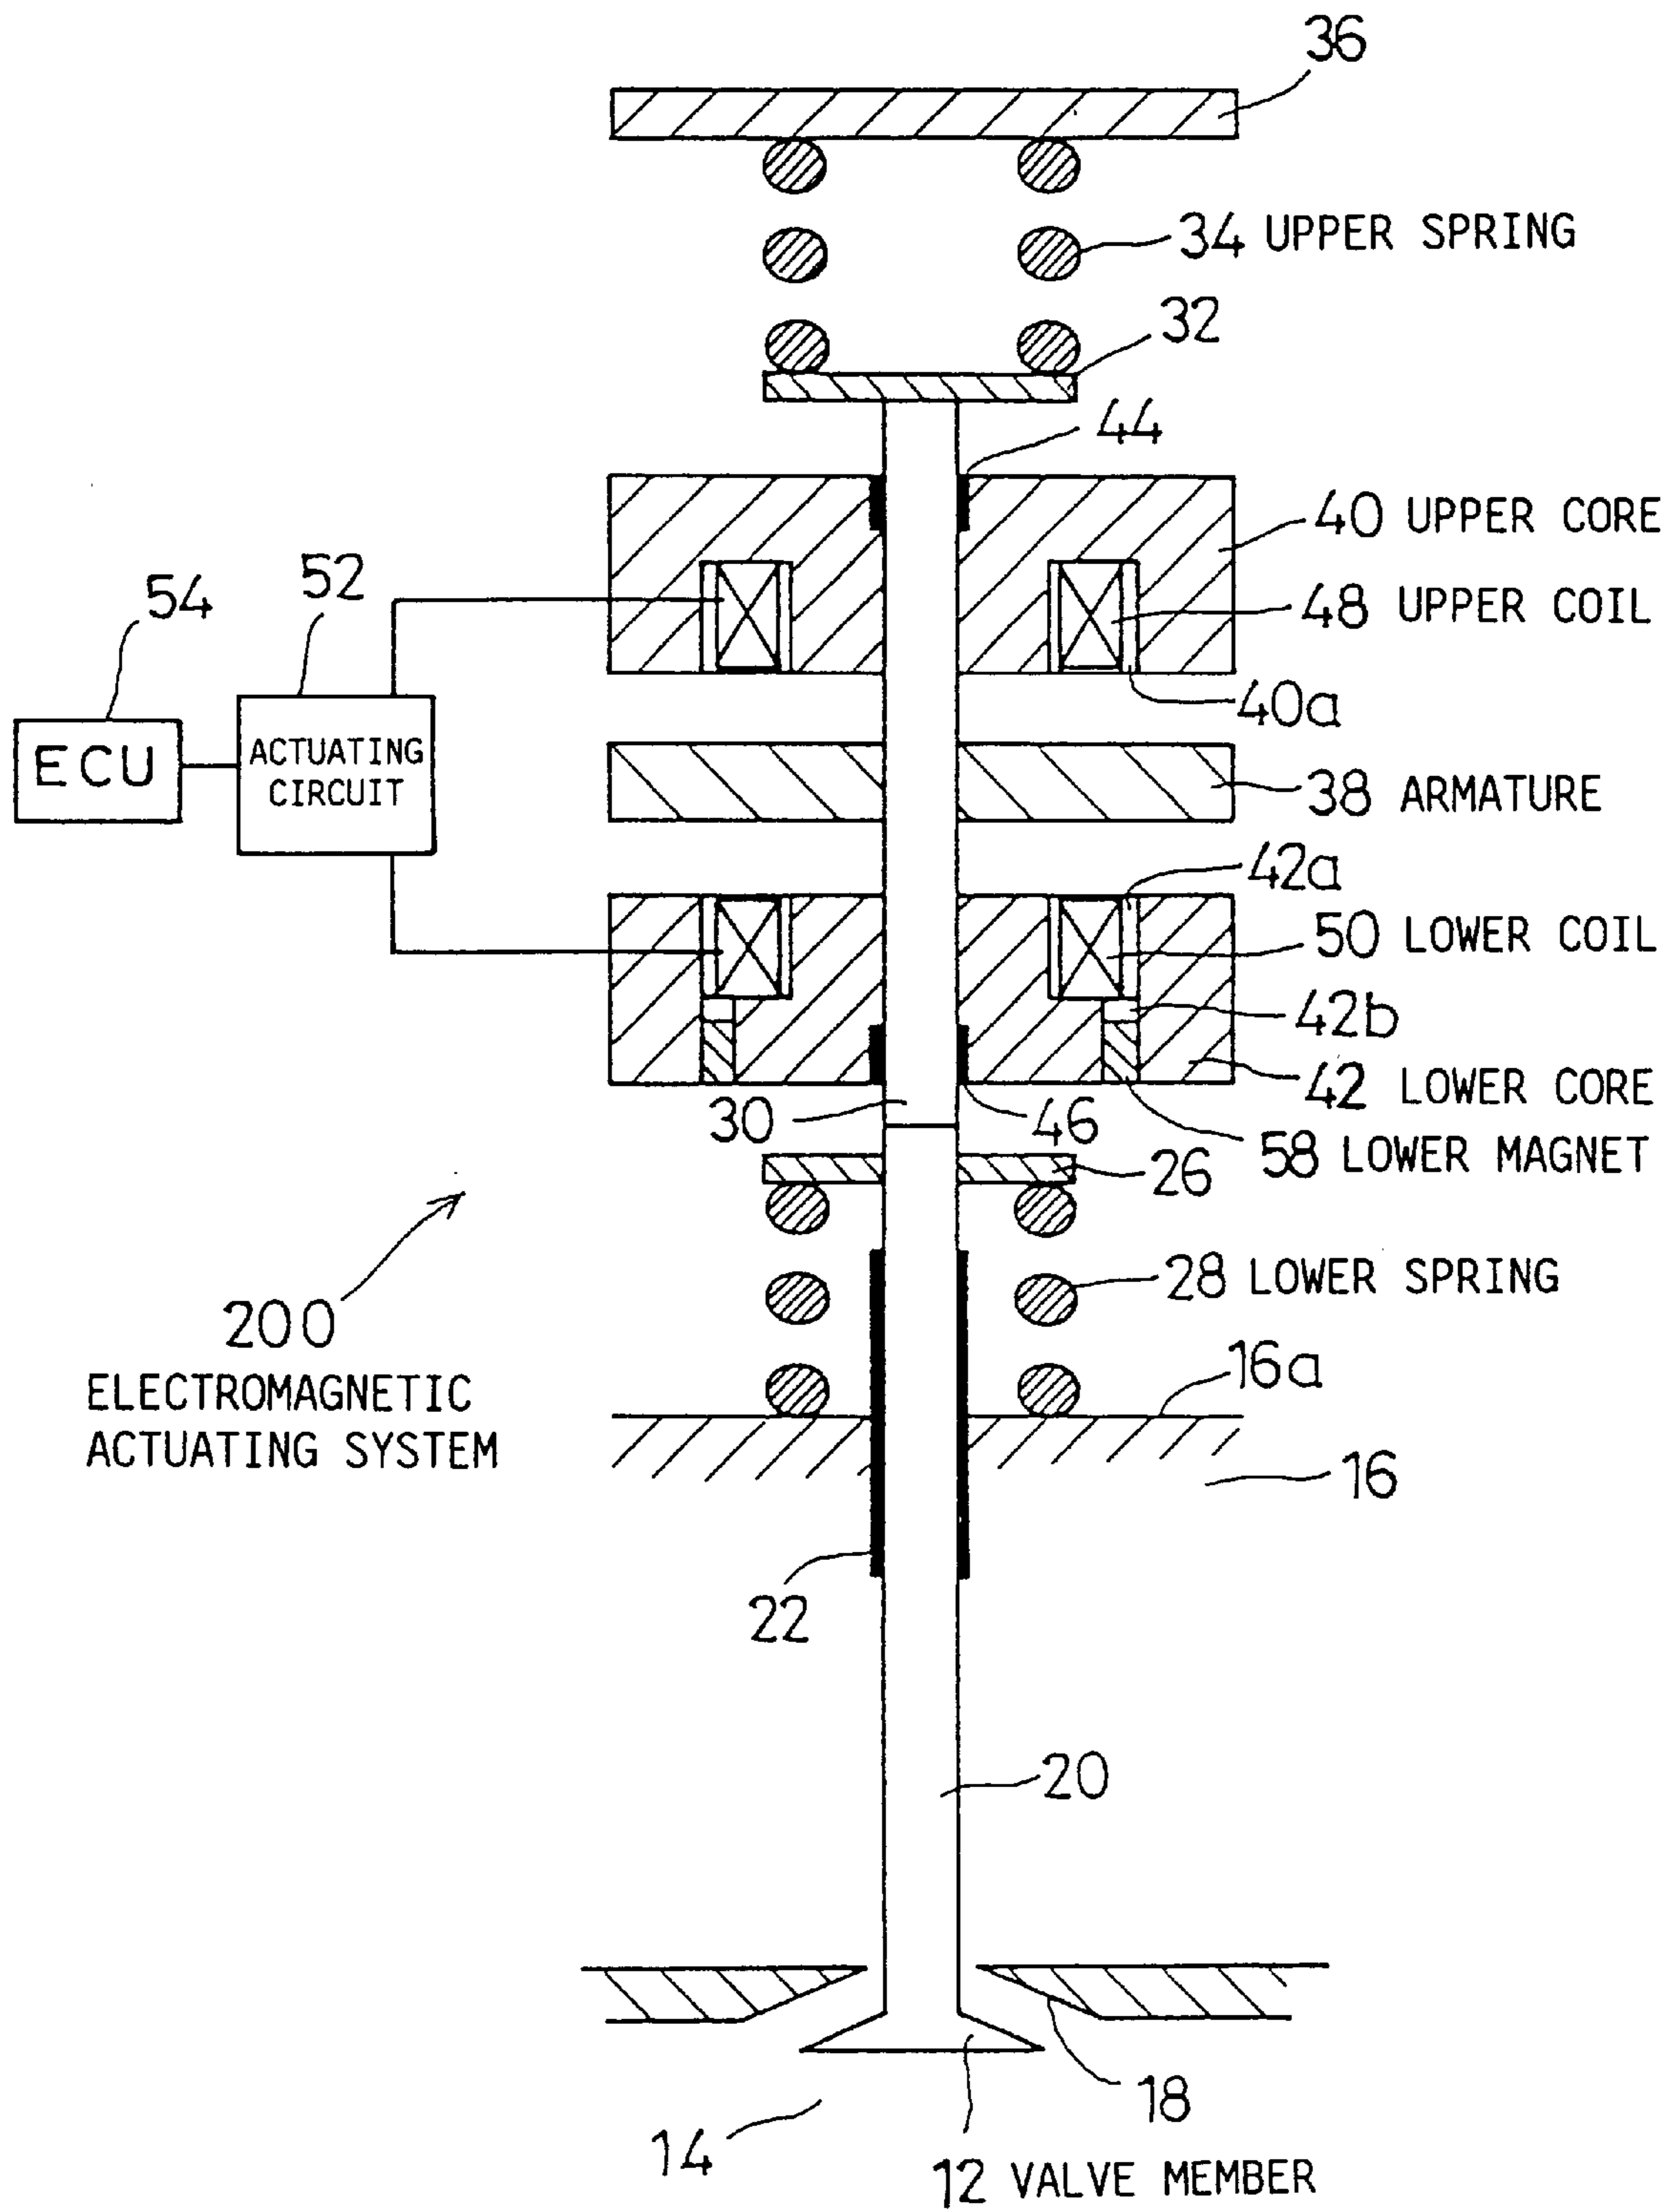 36
34 UPPER SPRING
32
44
40 UPPER CORE
54
52
48 UPPER COIL
40a
ECU
ACTUATING
CIRCUIT
38 ARMATURE
42a
50 LOWER COIL
42b
42 LOWER CORE
30
46
58 LOWER MAGNET
26
28 LOWER SPRING
200
ELECTROMAGNETIC
ACTUATING SYSTEM
16a
16
22
20
18
14
12 VALVE MEMBER